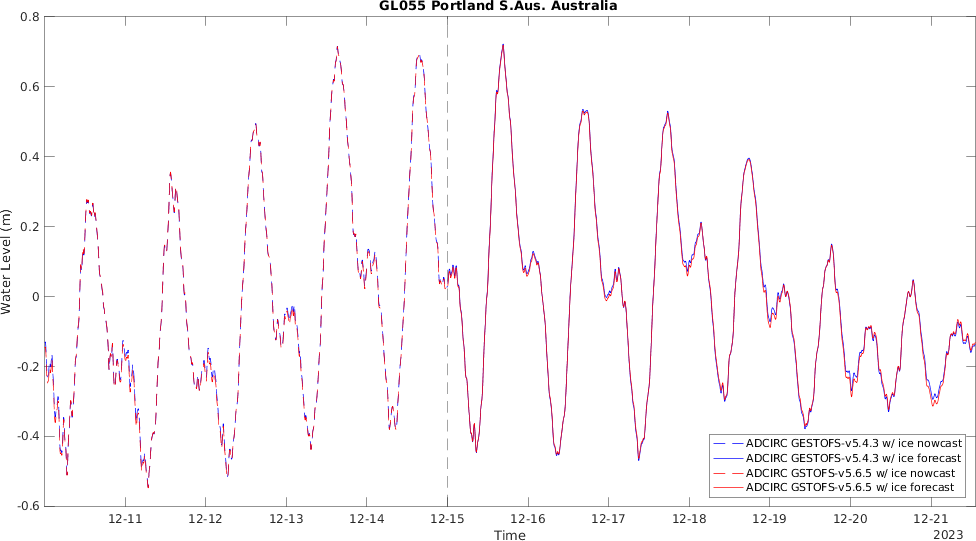 GL055 Portland S.Aus. Australia
Water Level (m)
0.8
0.6
0.4
0.2
0
-0.2
-0.4
-0.6
12-11 12-12 12-13 12-14 12-15 12-16 12-17 12-18 12-19 12-20 12-21
Time
2023
ADCIRC GESTOFS-v5.4.3 w/ ice nowcast
ADCIRC GESTOFS-v5.4.3 w/ ice forecast
ADCIRC GSTOFS-v5.6.5 w/ ice nowcast
ADCIRC GSTOFS-v5.6.5 w/ ice forecast